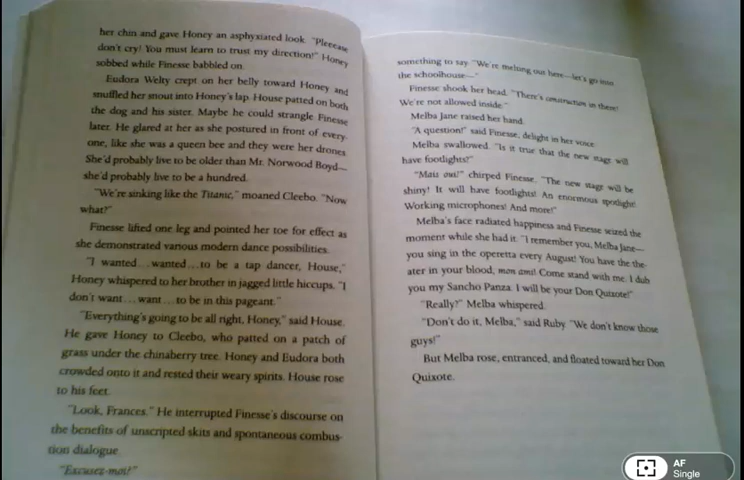 her chin and gave Honey an asphyxiated look. "Pleeease
don't cry! You must learn to trust my direction!" Honey
sobbed while Finesse babbled on.
Eudora Welty crept on her belly toward Honey and
snuffled her snout into Honey's lap. House patted on both
the dog and his sister. Maybe he could strangle Finesse
later. He glared at her as she postured in front of every-
one, like she was a queen bee and they were her drones
She'd probably live to be older than Mr. Norwood Boyd—
she'd probably live to be a hundred.
"We're sinking like the Titanic," moaned Cleebo. "Now
what?"
Finesse lifted one leg and pointed her toe for effect as
she demonstrated various modern dance possibilities.
"I wanted...wanted...to be a tap dancer, House,"
Honey whispered to her brother in jagged little hiccups. "I
don't want...want...to be in this pageant."
"Everything's going to be all right, Honey," said House.
He gave Honey to Cleebo, who patted on a patch of
grass under the chinaberry tree. Honey and Eudora both
crowded onto it and rested their weary spirits. House rose
to his feet.
"Look, Frances." He interrupted Finesse's discourse on
the benefits of unscripted skits and spontaneous combus-
tion dialogue
"Excusez-moi?"
something to say "We're melting out here—let's go into
the schoolhouse—"
Finesse shook her head. "There's construction in there!
We're not allowed inside."
Melba Jane raised her hand.
"A question!" said Finesse, delight in her voice
Melba swallowed. "Is it true that the new stage will
have footlights?"
"Mais oui!" chirped Finesse. "The new stage will be
shiny! It will have footlights! An enormous spotlight!
Working microphones! And more!"
Melba's face radiated happiness and Finesse seized the
moment while she had it. "I remember you, Melba Jane—
you sing in the operetta every August! You have the the-
ater in your blood, mon ami! Come stand with me. I dub
you my Sancho Panza. I will be your Don Quixote!"
"Really?" Melba whispered.
"Don't do it, Melba," said Ruby "We don't know those
guys!"
But Melba rose, entranced, and floated toward her Don
Quixote.
AF
Single